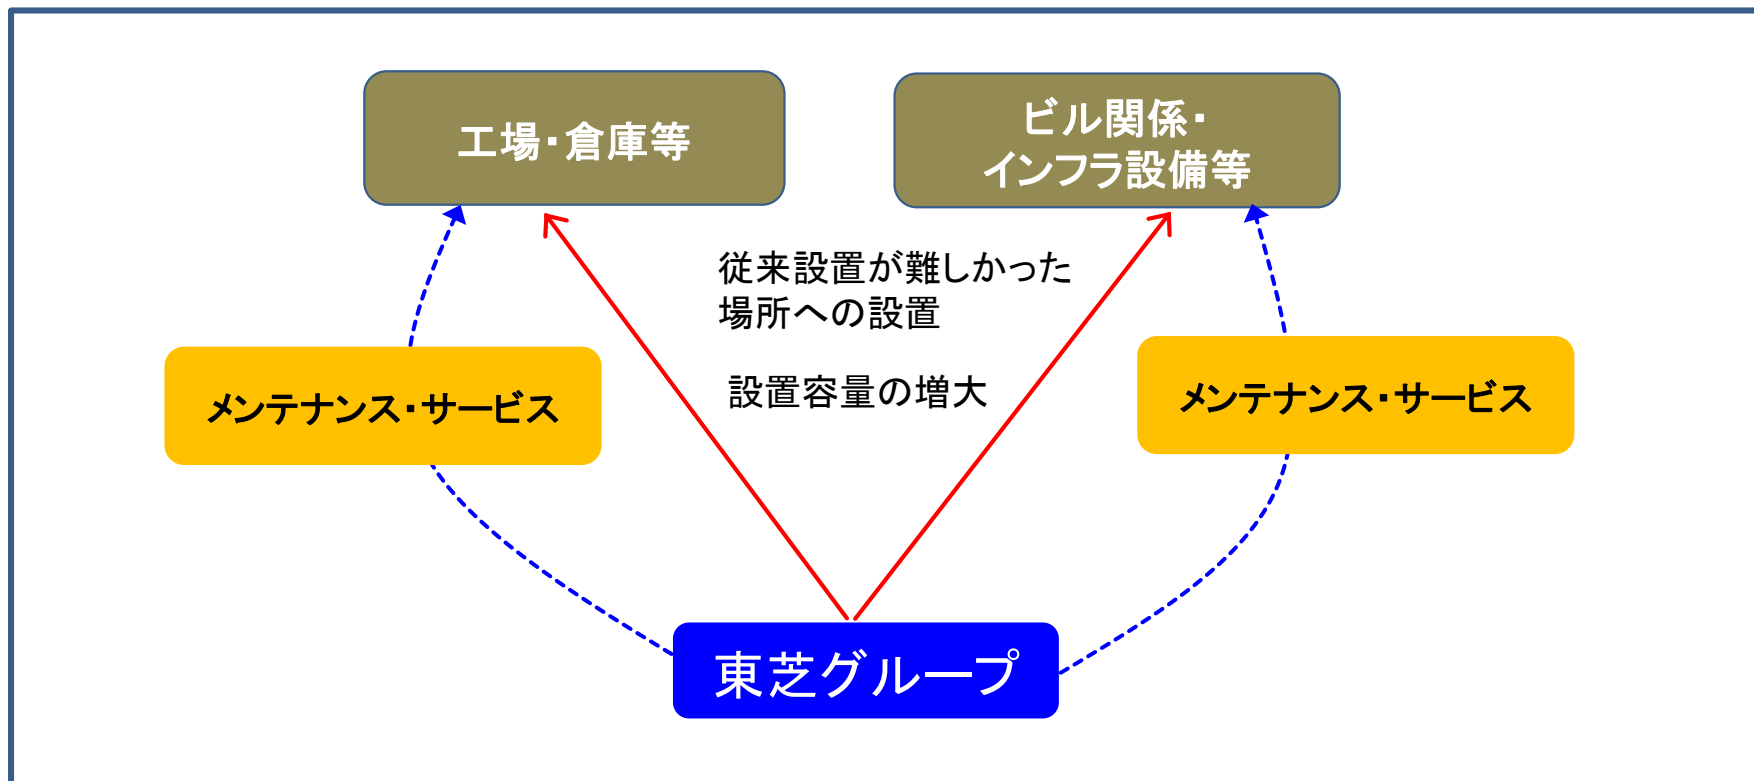 工場・倉庫等
ビル関係・
インフラ設備等
従来設置が難しかった
場所への設置
設置容量の増大
メンテナンス・サービス
メンテナンス・サービス
東芝グループ